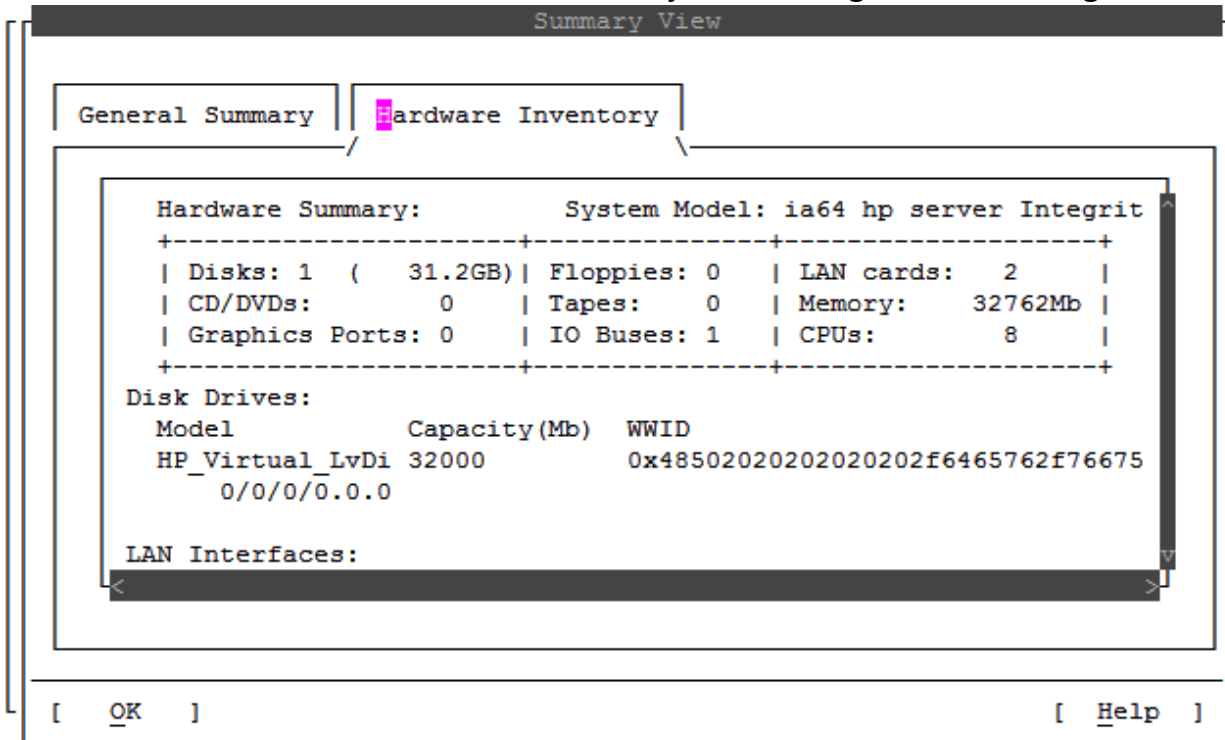 Summary View
General Summary || Hardware Inventory
Hardware Summary: System Model: ia64 hp server Integrit
+----------------------+---------------+--------------------+
| Disks: 1 ( 31.2GB)| Floppies: 0 | LAN cards: 2 |
| CD/DVDs: 0 | Tapes: 0 | Memory: 32762Mb |
| Graphics Ports: 0 | IO Buses: 1 | CPUs: 8 |
+----------------------+---------------+--------------------+
Disk Drives:
Model Capacity(Mb) WWID
HP_Virtual_LvDi 32000 0x48502020202020202f6465762f76675
0/0/0/0.0.0
LAN Interfaces:
[ OK ] [ Help ]